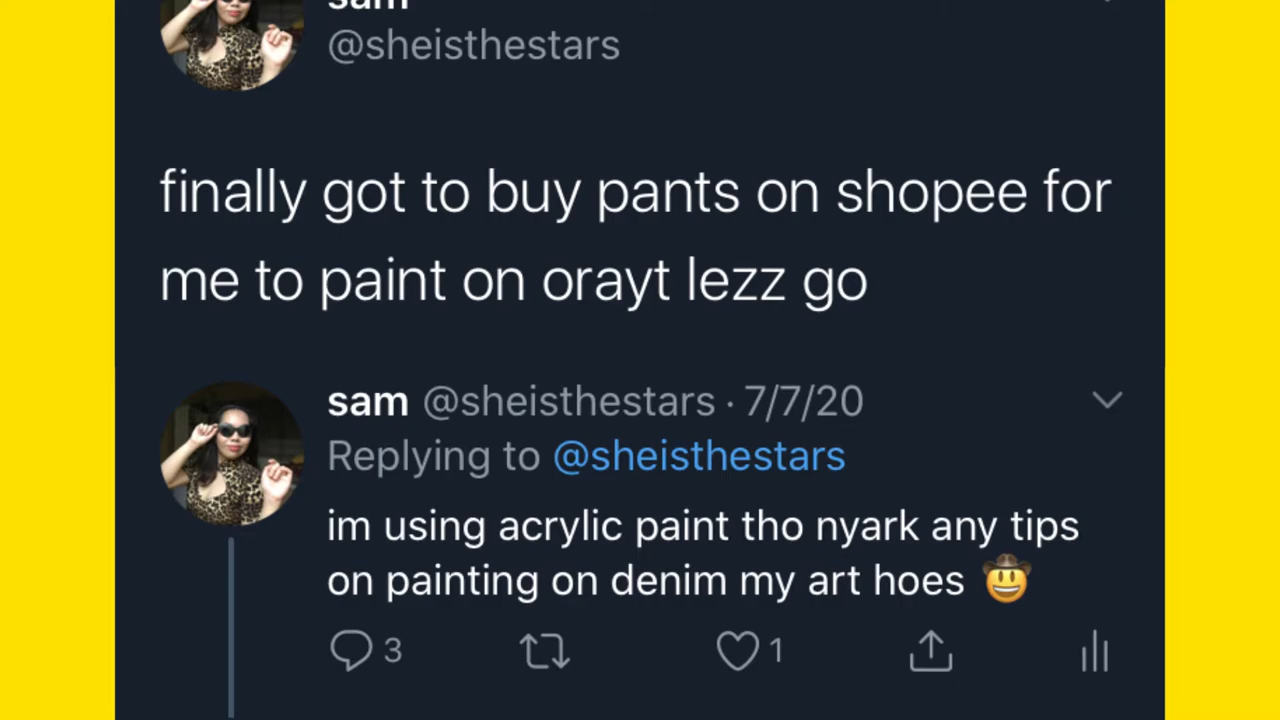 sam
@sheisthestars
finally got to buy pants on shopee for
me to paint on orayt lezz go
sam @sheisthestars · 7/7/20
Replying to @sheisthestars
im using acrylic paint tho nyark any tips
on painting on denim my art hoes 🤠
3 1